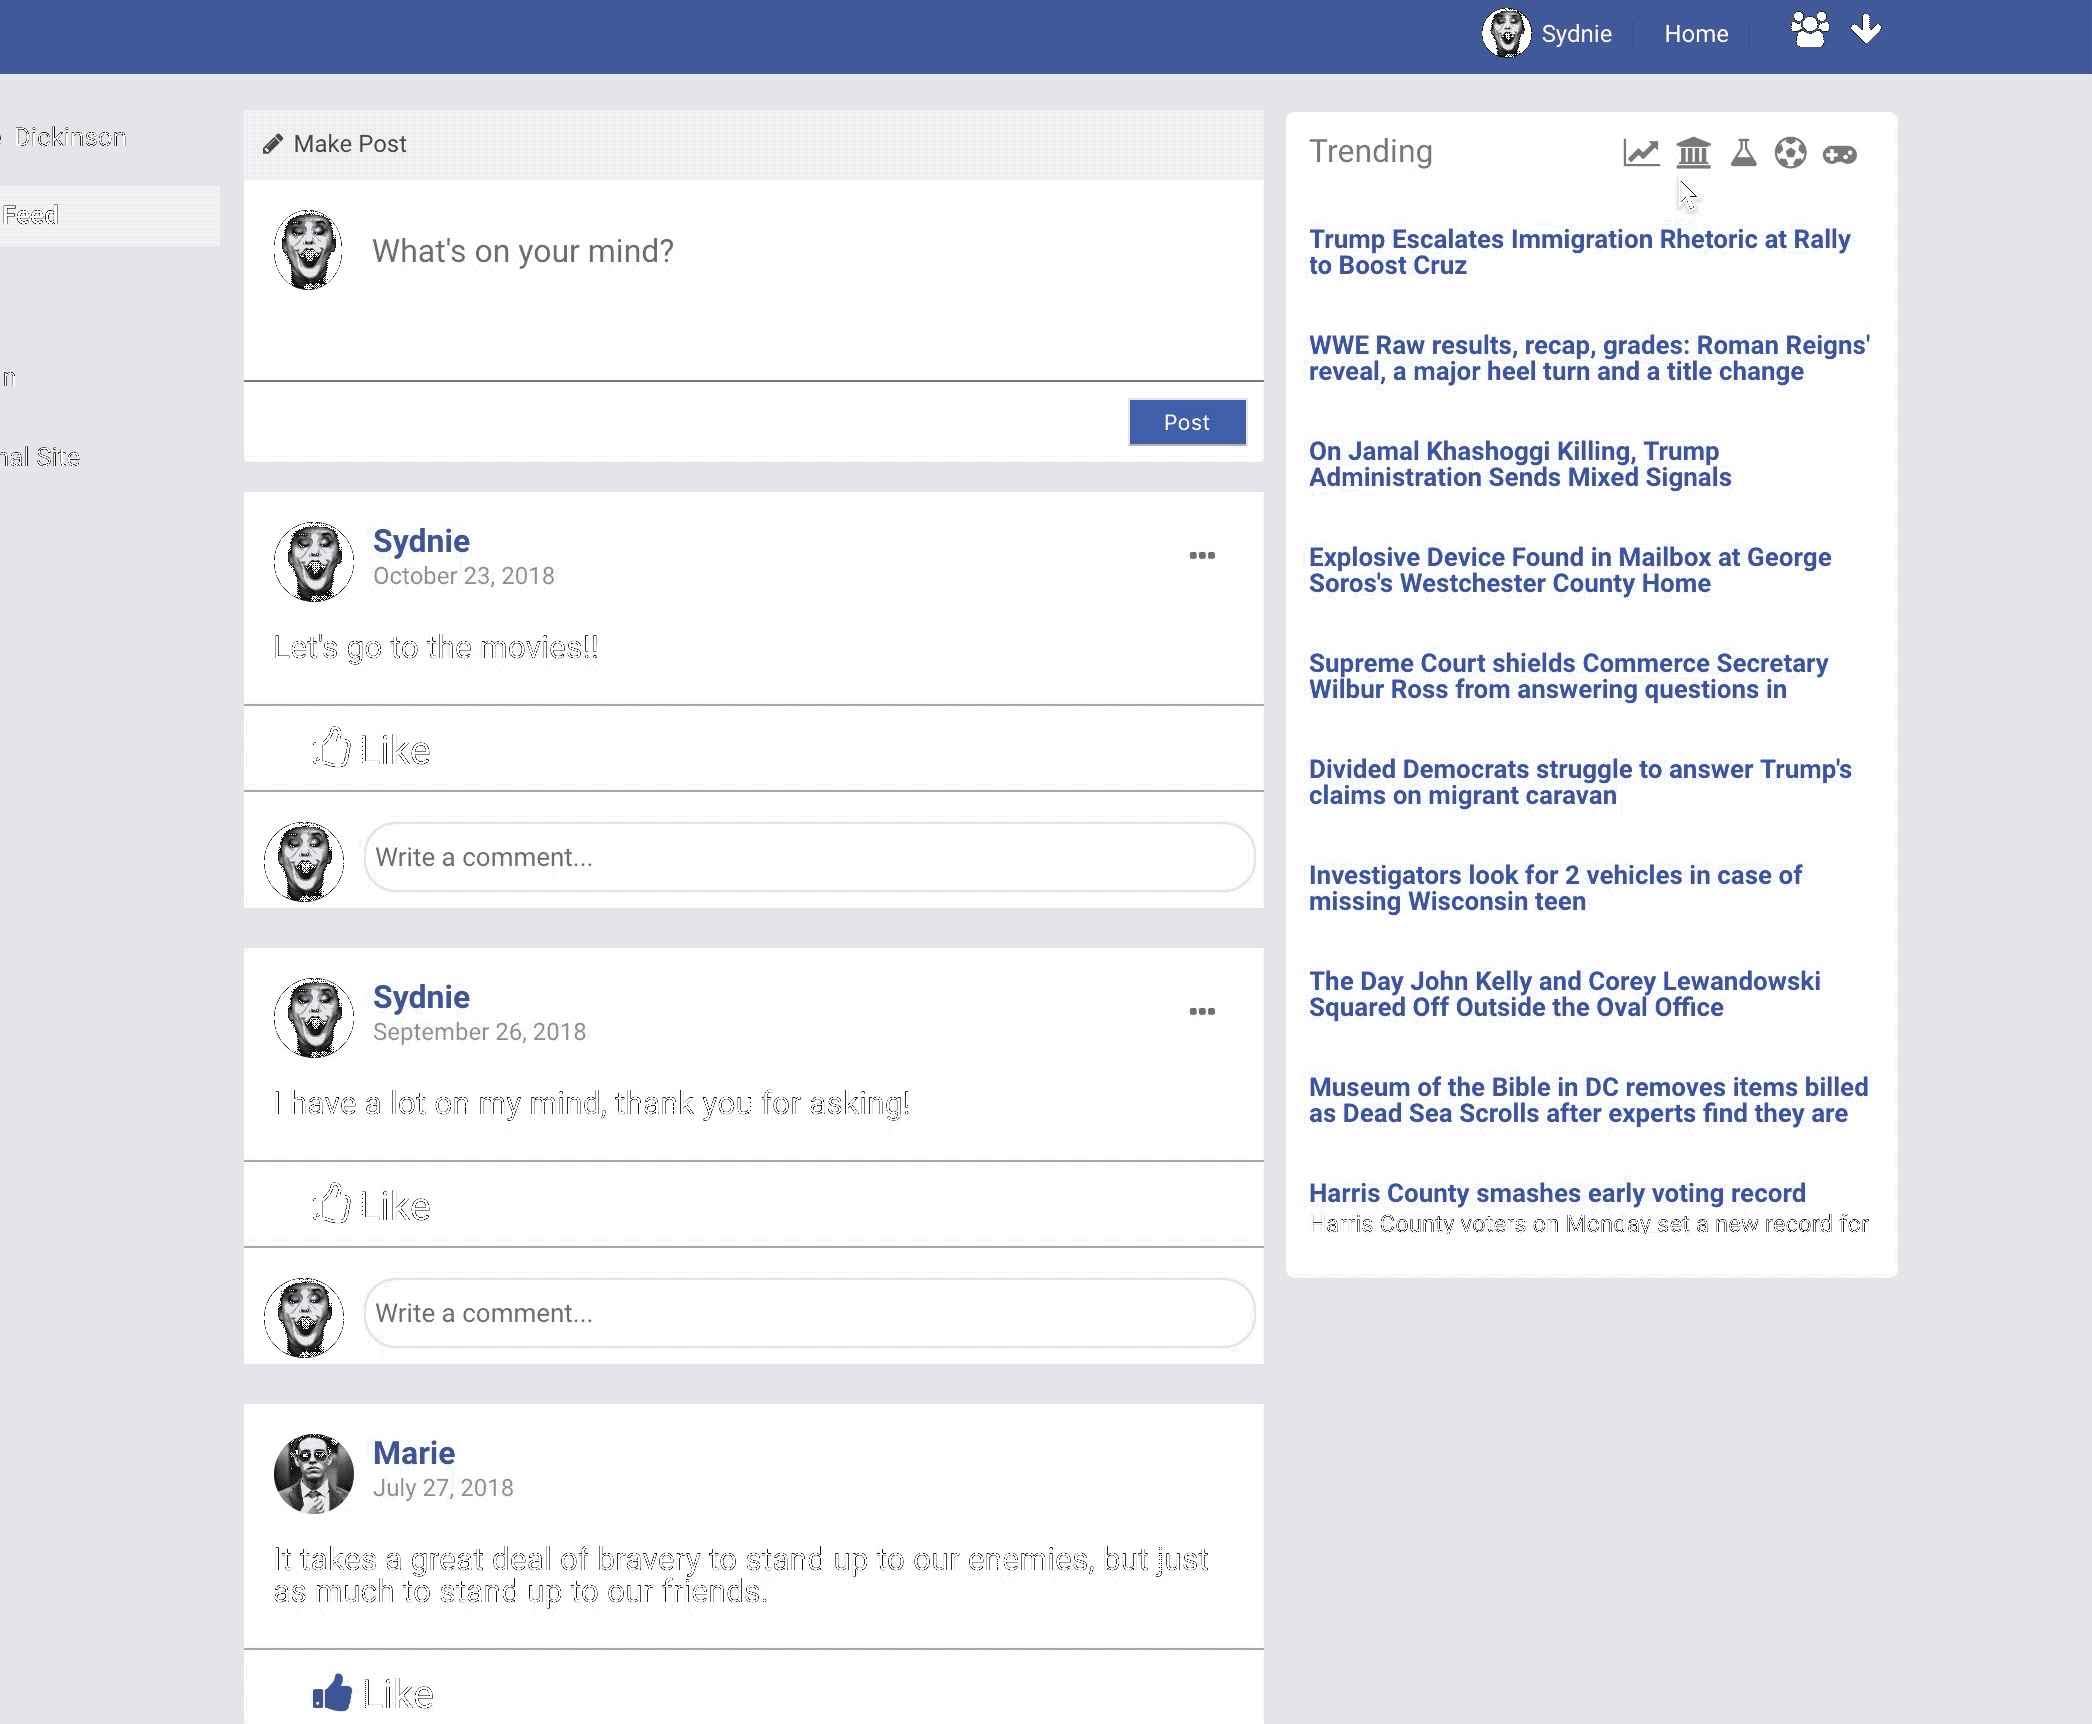 Sydnie
Home
Dickinson
Feed
n
nal Site
Make Post
What's on your mind?
Post
Sydnie
October 23, 2018
Let's go to the movies!!
Like
Write a comment...
Sydnie
September 26, 2018
I have a lot on my mind, thank you for asking!
Like
Write a comment...
Marie
July 27, 2018
It takes a great deal of bravery to stand up to our enemies, but just
as much to stand up to our friends.
Like
Trending
Trump Escalates Immigration Rhetoric at Rally
to Boost Cruz
WWE Raw results, recap, grades: Roman Reigns'
reveal, a major heel turn and a title change
On Jamal Khashoggi Killing, Trump
Administration Sends Mixed Signals
Explosive Device Found in Mailbox at George
Soros's Westchester County Home
Supreme Court shields Commerce Secretary
Wilbur Ross from answering questions in
Divided Democrats struggle to answer Trump's
claims on migrant caravan
Investigators look for 2 vehicles in case of
missing Wisconsin teen
The Day John Kelly and Corey Lewandowski
Squared Off Outside the Oval Office
Museum of the Bible in DC removes items billed
as Dead Sea Scrolls after experts find they are
Harris County smashes early voting record
Harris County voters on Monday set a new record for